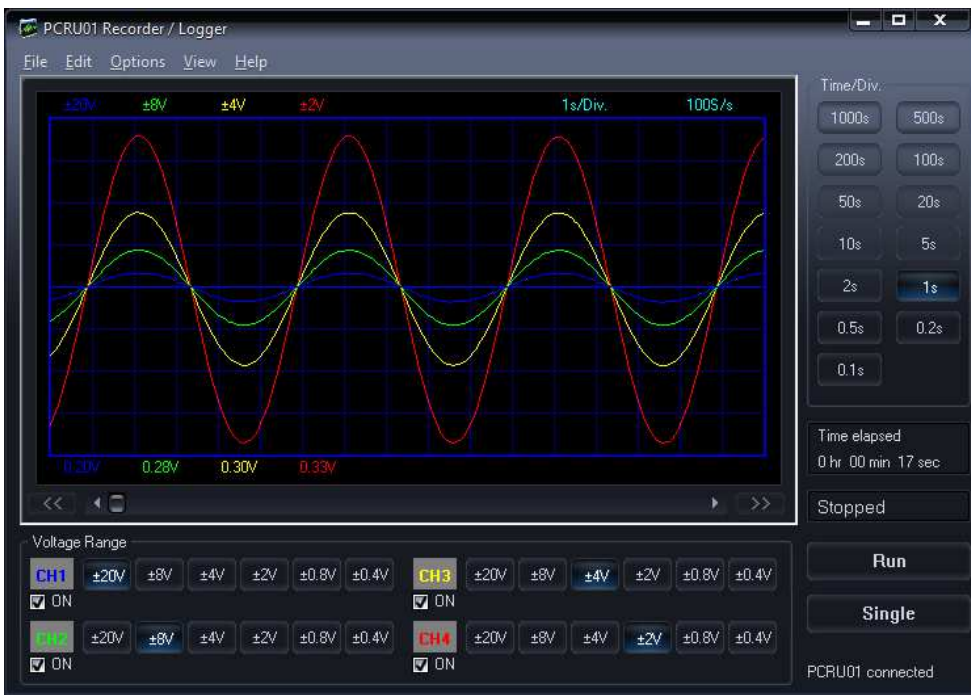 PCRU01 Recorder / Logger
File Edit Options View Help
±20V ±8V ±4V ±2V 1s/Div. 100S/s
0.20V 0.28V 0.30V 0.33V
<< >>
Time/Div.
1000s 500s
200s 100s
50s 20s
10s 5s
2s 1s
0.5s 0.2s
0.1s
Time elapsed
0 hr 00 min 17 sec
Stopped
Run
Single
PCRU01 connected
Voltage Range
CH1 ±20V ±8V ±4V ±2V ±0.8V ±0.4V
ON
CH2 ±20V ±8V ±4V ±2V ±0.8V ±0.4V
ON
CH3 ±20V ±8V ±4V ±2V ±0.8V ±0.4V
ON
CH4 ±20V ±8V ±4V ±2V ±0.8V ±0.4V
ON